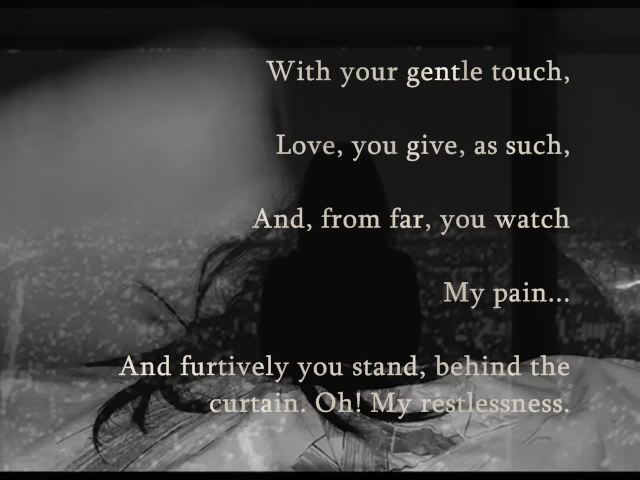 With your gentle touch,
Love, you give, as such,
And, from far, you watch
My pain...
And furtively you stand, behind the
curtain. Oh! My restlessness.